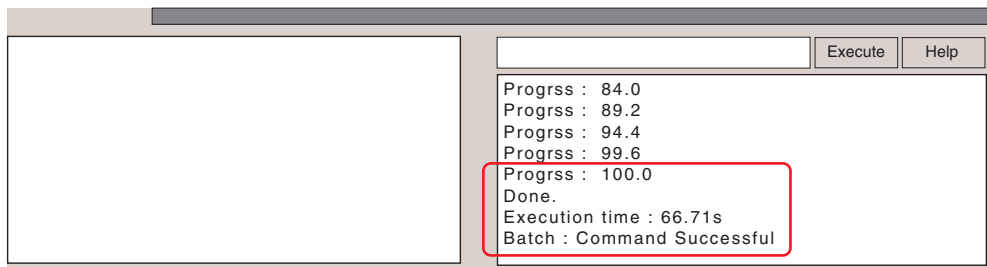 Execute Help
Progrss : 84.0
Progrss : 89.2
Progrss : 94.4
Progrss : 99.6
Progrss : 100.0
Done.
Execution time : 66.71s
Batch : Command Successful